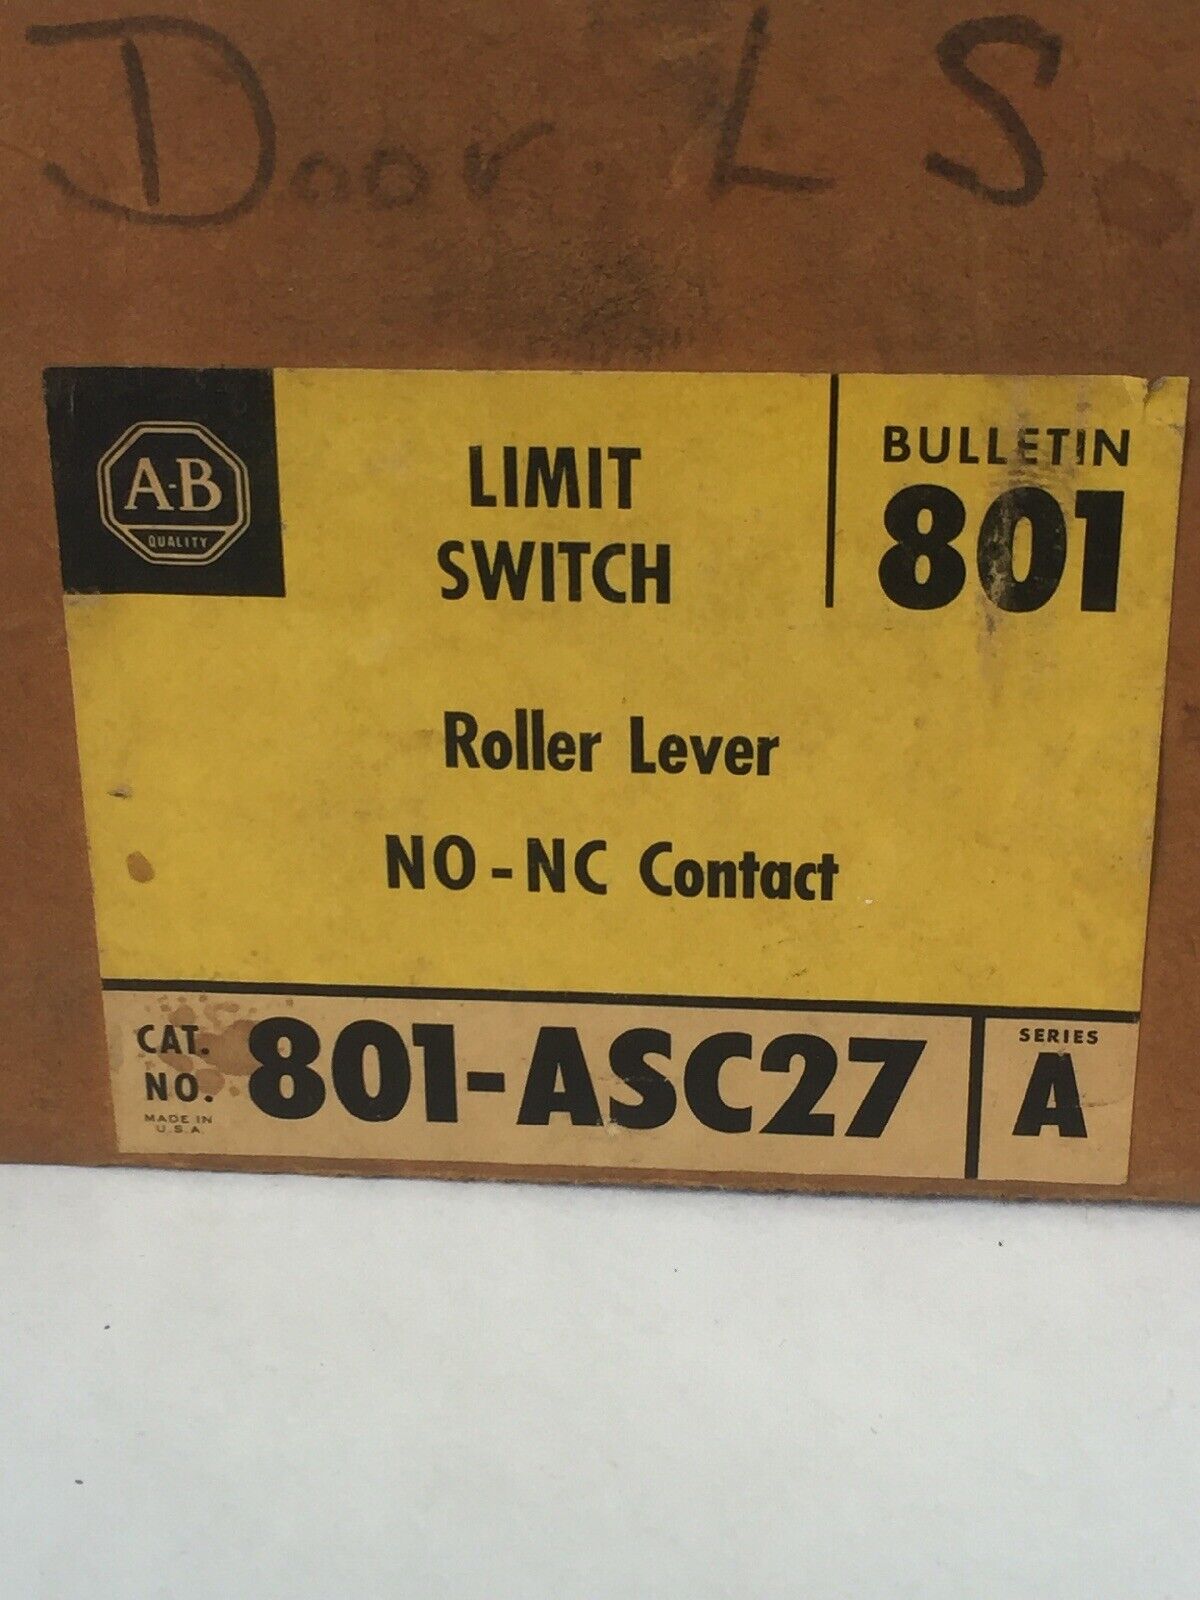 Door LS.
A-B
QUALITY
LIMIT
SWITCH
BULLETIN
801
Roller Lever
NO-NC Contact
CAT.
NO.
MADE IN
U.S.A.
801-ASC27
SERIES
A